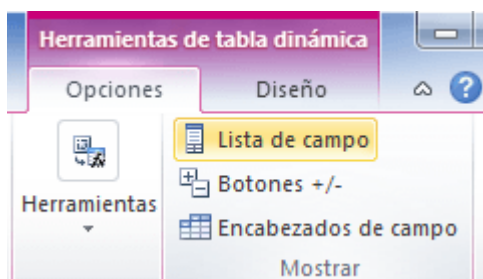 Herramientas de tabla dinámica
Opciones
Diseño
Herramientas
Lista de campo
Botones +/-
Encabezados de campo
Mostrar